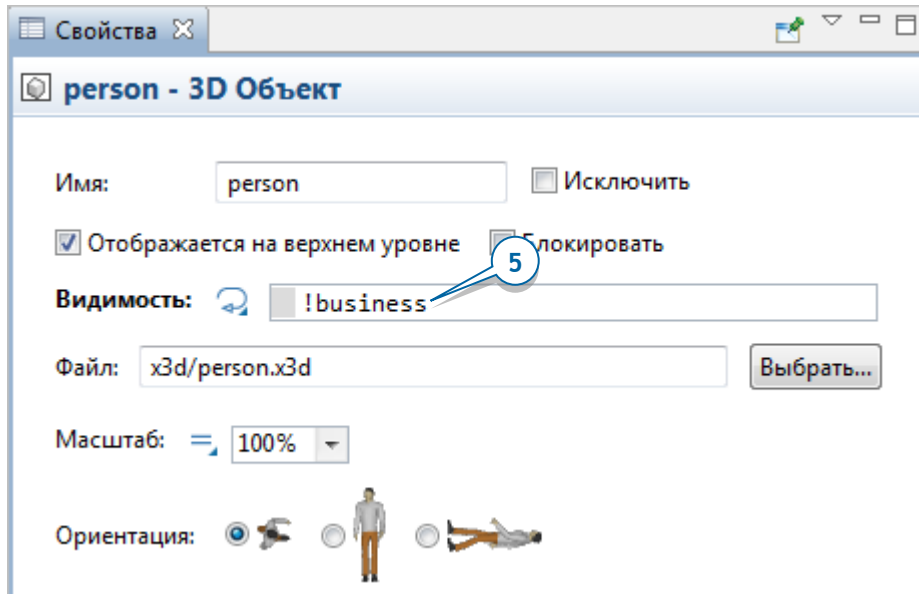 Свойства
person - 3D Объект
Имя: person Исключить
Отображается на верхнем уровне Блокировать
5
Видимость: !business
Файл: x3d/person.x3d Выбрать...
Масштаб: 100%
Ориентация: